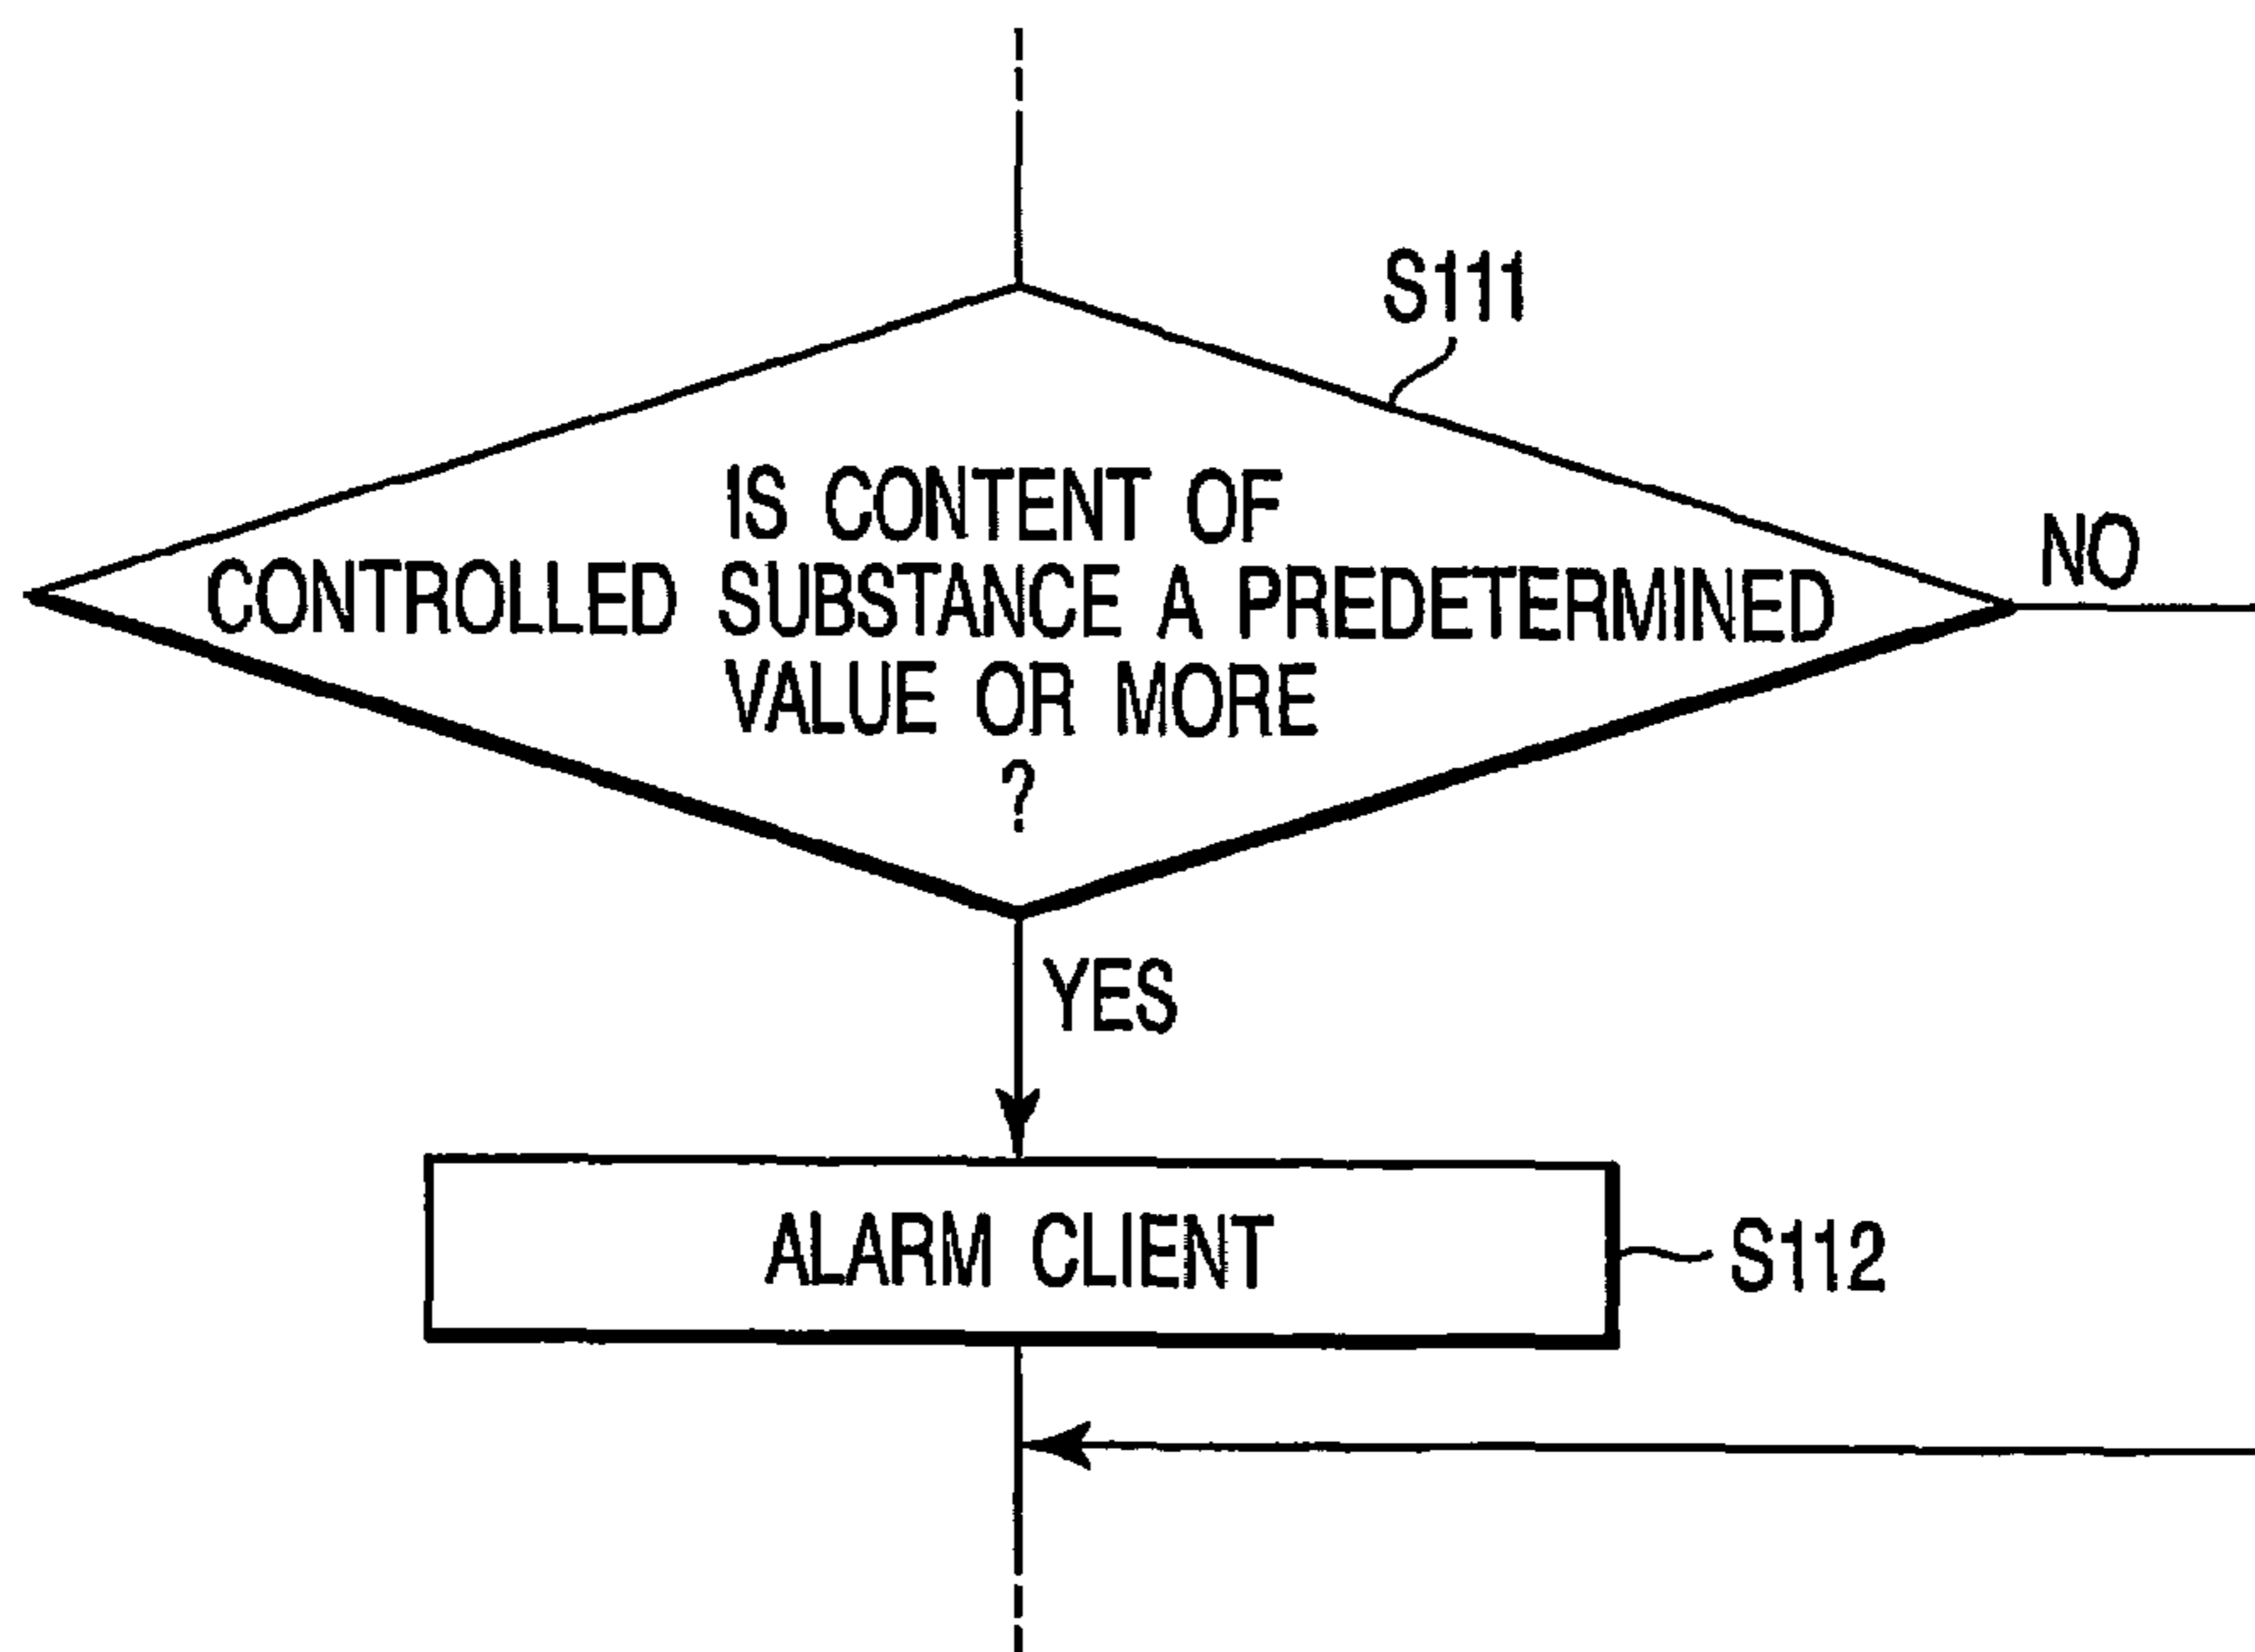 S111
IS CONTENT OF
CONTROLLED SUBSTANCE A PREDETERMINED
VALUE OR MORE
?
NO
YES
ALARM CLIENT
S112